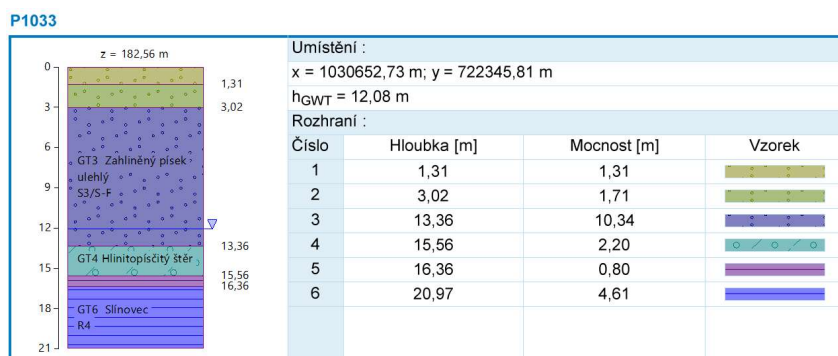 P1033
z = 182,56 m
0
3
6
9
12
15
18
21
1,31
3,02
13,36
15,56
16,36
GT3 Zahliněný písek
ulehlý
S3/S-F
GT4 Hlinitopísčitý štěr
GT6 Slínovec
R4
Umístění :
x = 1030652,73 m; y = 722345,81 m
hGWT = 12,08 m
Rozhraní :
Číslo Hloubka [m] Mocnost [m] Vzorek
1 1,31 1,31
2 3,02 1,71
3 13,36 10,34
4 15,56 2,20
5 16,36 0,80
6 20,97 4,61